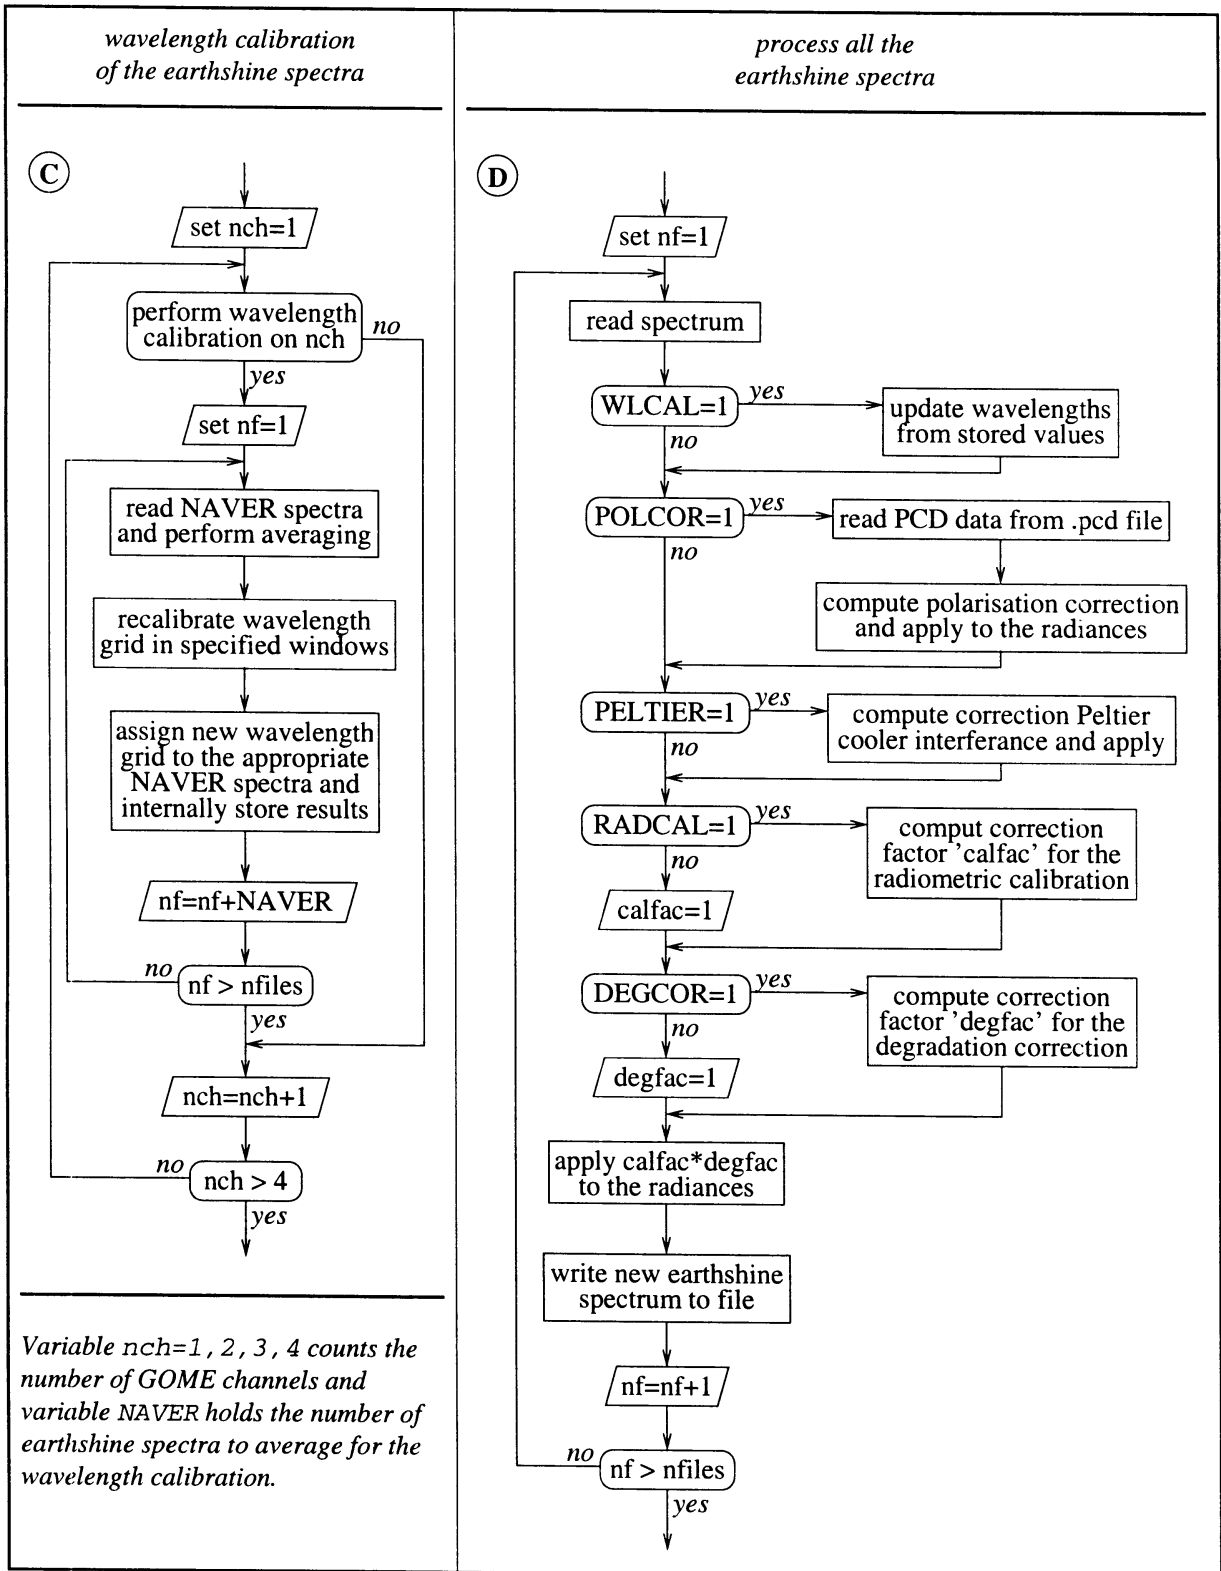 wavelength calibration
of the earthshine spectra
C
set nch=1
perform wavelength
calibration on nch
no
yes
set nf=1
read NAVER spectra
and perform averaging
recalibrate wavelength
grid in specified windows
assign new wavelength
grid to the appropriate
NAVER spectra and
internally store results
nf=nf+NAVER
no
nf > nfiles
yes
nch=nch+1
no
nch > 4
yes
Variable nch=1,2,3,4 counts the
number of GOME channels and
variable NAVER holds the number of
earthshine spectra to average for the
wavelength calibration.
process all the
earthshine spectra
D
set nf=1
read spectrum
WLCAL=1
yes
update wavelengths
from stored values
no
POLCOR=1
yes
read PCD data from .pcd file
no
compute polarisation correction
and apply to the radiances
PELTIER=1
yes
compute correction Peltier
cooler interferance and apply
no
RADCAL=1
yes
comput correction
factor 'calfac' for the
radiometric calibration
no
calfac=1
DEGCOR=1
yes
compute correction
factor 'degfac' for the
degradation correction
no
degfac=1
apply calfac*degfac
to the radiances
write new earthshine
spectrum to file
nf=nf+1
no
nf > nfiles
yes